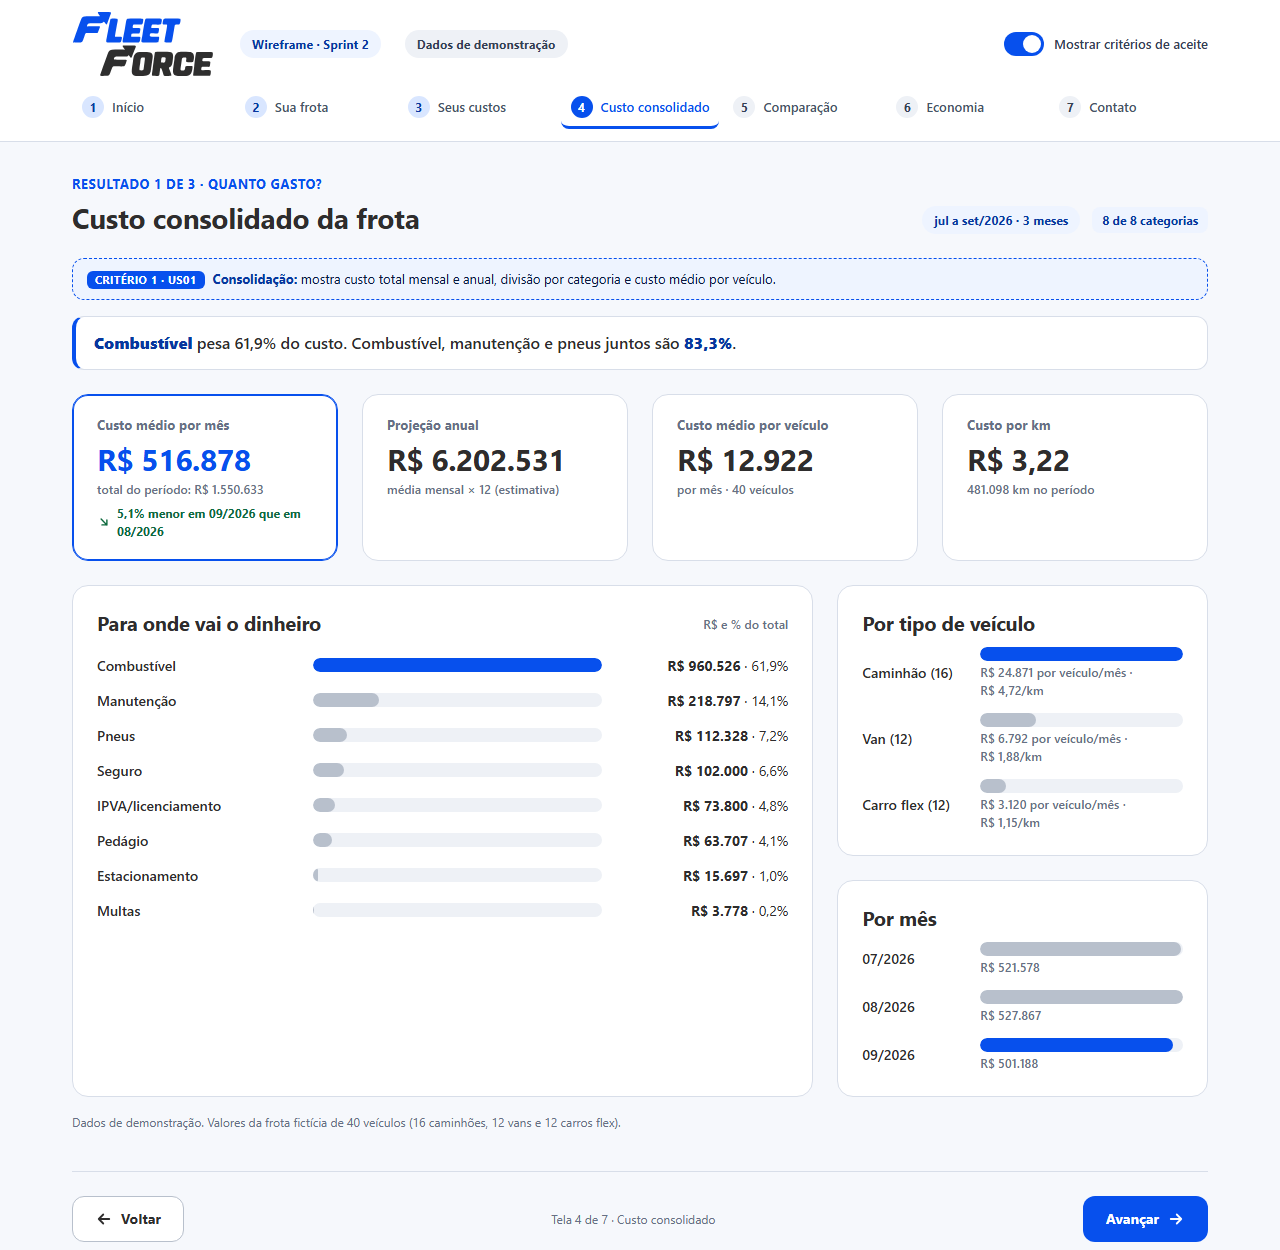 FLEET
FORCE
Wireframe · Sprint 2
Dados de demonstração
Mostrar critérios de aceite
1 Início
2 Sua frota
3 Seus custos
4 Custo consolidado
5 Comparação
6 Economia
7 Contato
RESULTADO 1 DE 3 · QUANTO GASTO?
Custo consolidado da frota
jul a set/2026 · 3 meses
8 de 8 categorias
CRITÉRIO 1 · US01 Consolidação: mostra custo total mensal e anual, divisão por categoria e custo médio por veículo.
Combustível pesa 61,9% do custo. Combustível, manutenção e pneus juntos são 83,3%.
Custo médio por mês
R$ 516.878
total do período: R$ 1.550.633
5,1% menor em 09/2026 que em
08/2026
Projeção anual
R$ 6.202.531
média mensal × 12 (estimativa)
Custo médio por veículo
R$ 12.922
por mês · 40 veículos
Custo por km
R$ 3,22
481.098 km no período
Para onde vai o dinheiro
R$ e % do total
Combustível R$ 960.526 · 61,9%
Manutenção R$ 218.797 · 14,1%
Pneus R$ 112.328 · 7,2%
Seguro R$ 102.000 · 6,6%
IPVA/licenciamento R$ 73.800 · 4,8%
Pedágio R$ 63.707 · 4,1%
Estacionamento R$ 15.697 · 1,0%
Multas R$ 3.778 · 0,2%
Por tipo de veículo
Caminhão (16)
R$ 24.871 por veículo/mês ·
R$ 4,72/km
Van (12)
R$ 6.792 por veículo/mês ·
R$ 1,88/km
Carro flex (12)
R$ 3.120 por veículo/mês ·
R$ 1,15/km
Por mês
07/2026
R$ 521.578
08/2026
R$ 527.867
09/2026
R$ 501.188
Dados de demonstração. Valores da frota fictícia de 40 veículos (16 caminhões, 12 vans e 12 carros flex).
Voltar
Tela 4 de 7 · Custo consolidado
Avançar